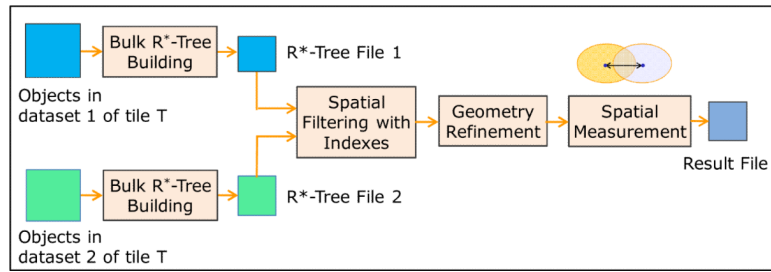 Bulk R*-Tree
Building
R*-Tree File 1
Objects in
dataset 1 of tile T
Spatial
Filtering with
Indexes
Geometry
Refinement
Spatial
Measurement
Result File
Bulk R*-Tree
Building
R*-Tree File 2
Objects in
dataset 2 of tile T